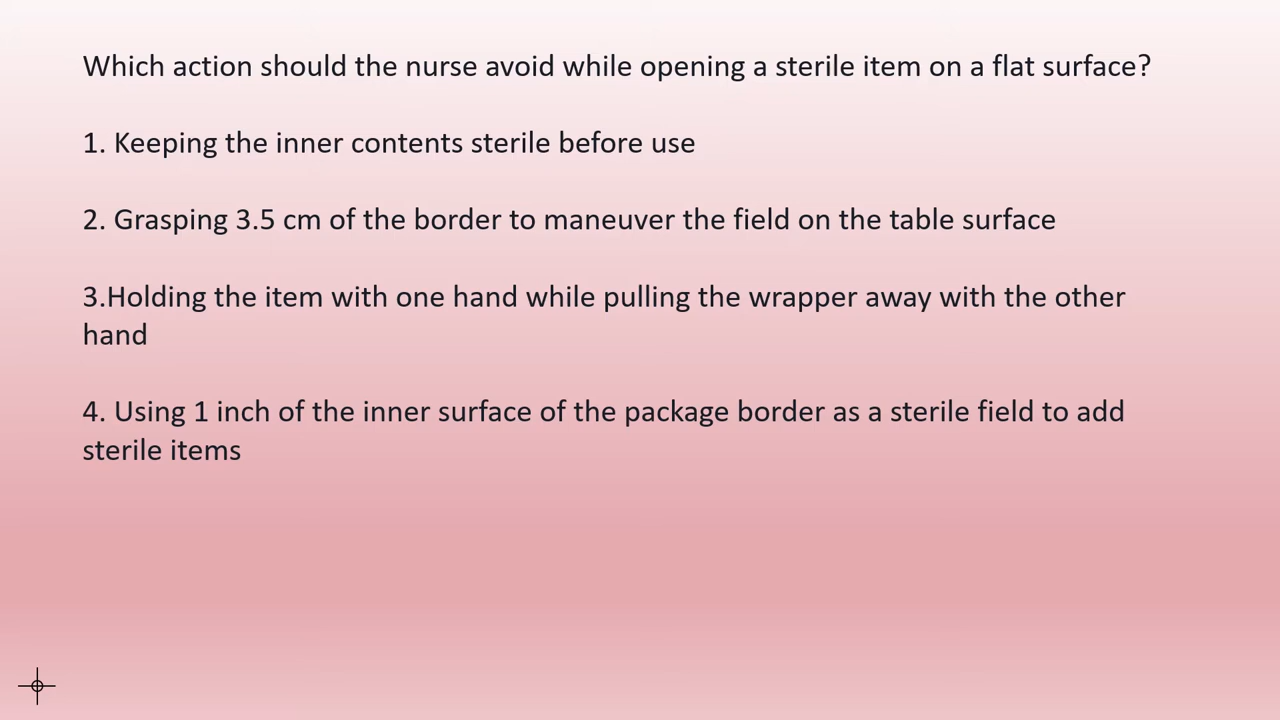 Which action should the nurse avoid while opening a sterile item on a flat surface?
1. Keeping the inner contents sterile before use
2. Grasping 3.5 cm of the border to maneuver the field on the table surface
3.Holding the item with one hand while pulling the wrapper away with the other
hand
4. Using 1 inch of the inner surface of the package border as a sterile field to add
sterile items